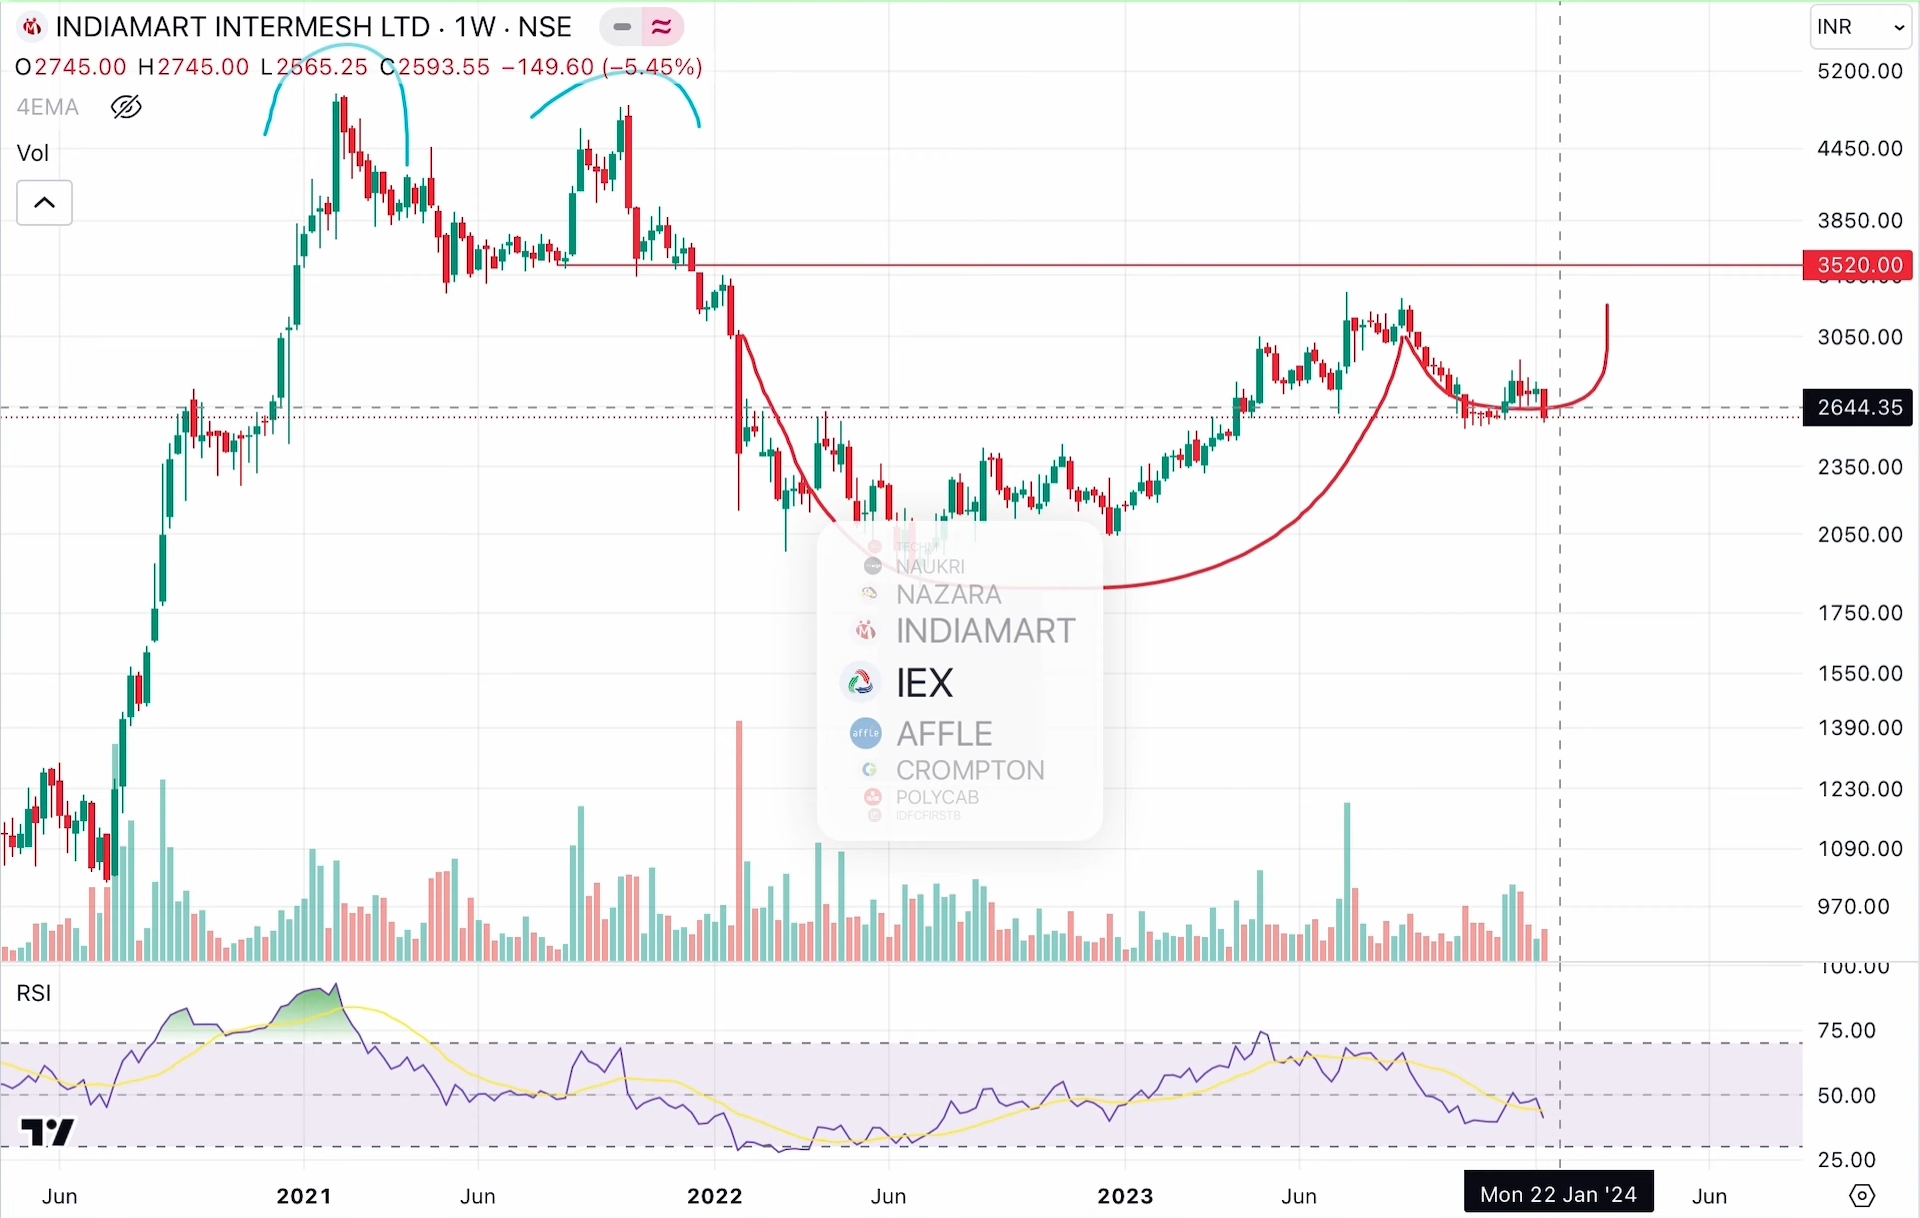 INDIAMART INTERMESH LTD · 1W · NSE
INR
O2745.00 H2745.00 L2565.25 C2593.55 −149.60 (−5.45%)
4EMA
Vol
5200.00
4450.00
3850.00
3520.00
3050.00
2644.35
2350.00
2050.00
1750.00
1550.00
1390.00
1230.00
1090.00
970.00
TECHM
NAUKRI
NAZARA
INDIAMART
IEX
affle AFFLE
CROMPTON
POLYCAB
IDFCFIRSTB
RSI
100.00
75.00
50.00
25.00
Jun 2021 Jun 2022 Jun 2023 Jun Mon 22 Jan '24 Jun